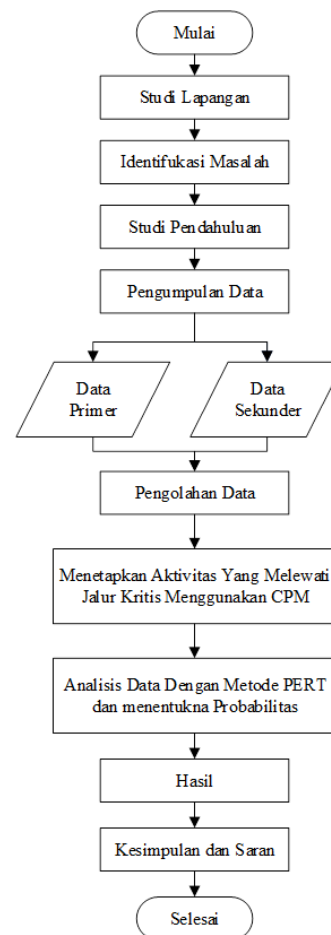 Mulai
Studi Lapangan
Identifukasi Masalah
Studi Pendahuluan
Pengumpulan Data
Data
Primer
Data
Sekunder
Pengolahan Data
Menetapkan Aktivitas Yang Melewati
Jalur Kritis Menggunakan CPM
Analisis Data Dengan Metode PERT
dan menentukna Probabilitas
Hasil
Kesimpulan dan Saran
Selesai